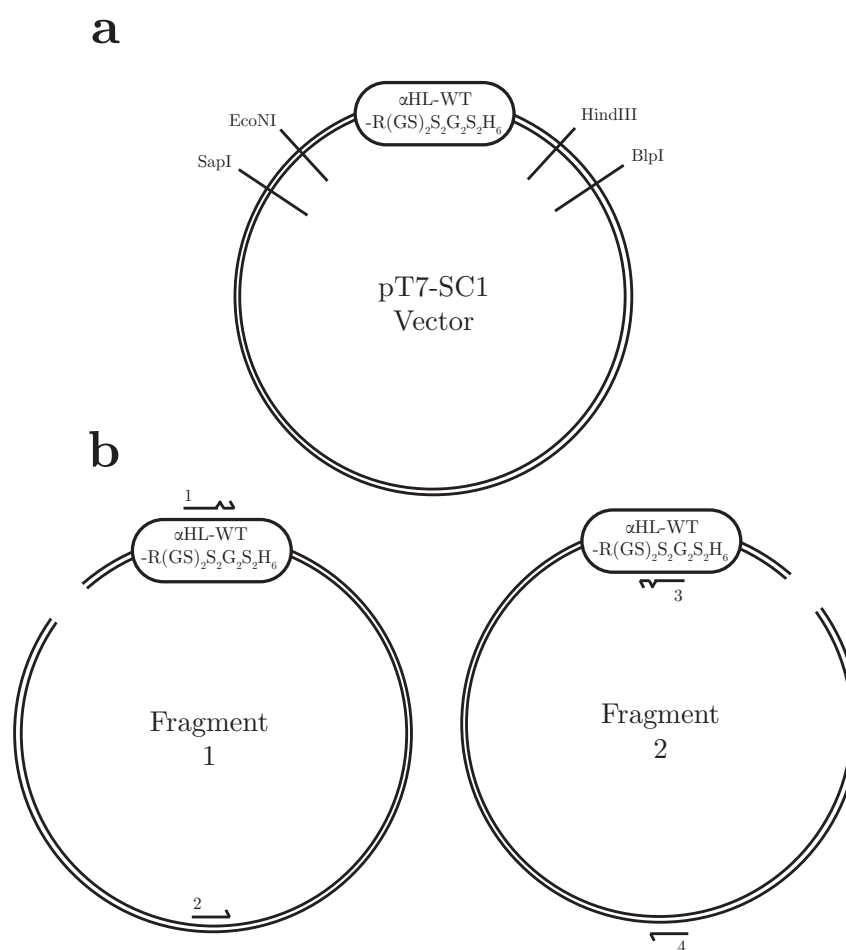 a
αHL-WT
-R(GS)₂S₂G₂S₂H₆
EcoNI
HindIII
SapI
BlpI
pT7-SC1
Vector
b
1
αHL-WT
-R(GS)₂S₂G₂S₂H₆
αHL-WT
-R(GS)₂S₂G₂S₂H₆
3
Fragment
1
Fragment
2
2
4